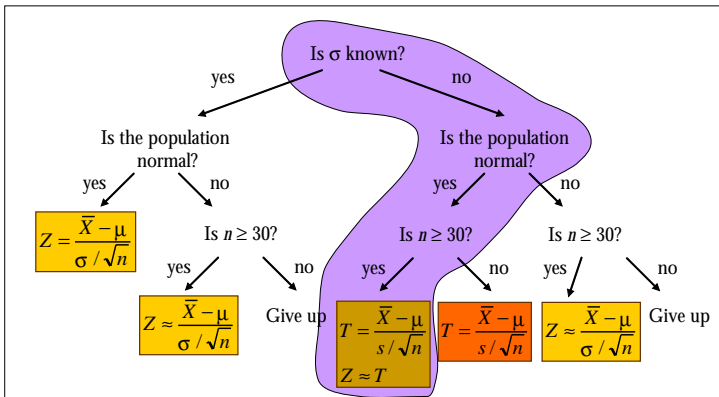 Is σ known?
yes
no
Is the population
normal?
Is the population
normal?
yes
no
yes
no
Z = X̄ − μ / σ / √n
Is n ≥ 30?
Is n ≥ 30?
Is n ≥ 30?
yes
no
yes
no
yes
no
Z ≈ X̄ − μ / σ / √n
Give up
T = X̄ − μ / s / √n
Z ≈ T
T = X̄ − μ / s / √n
Z ≈ X̄ − μ / σ / √n
Give up